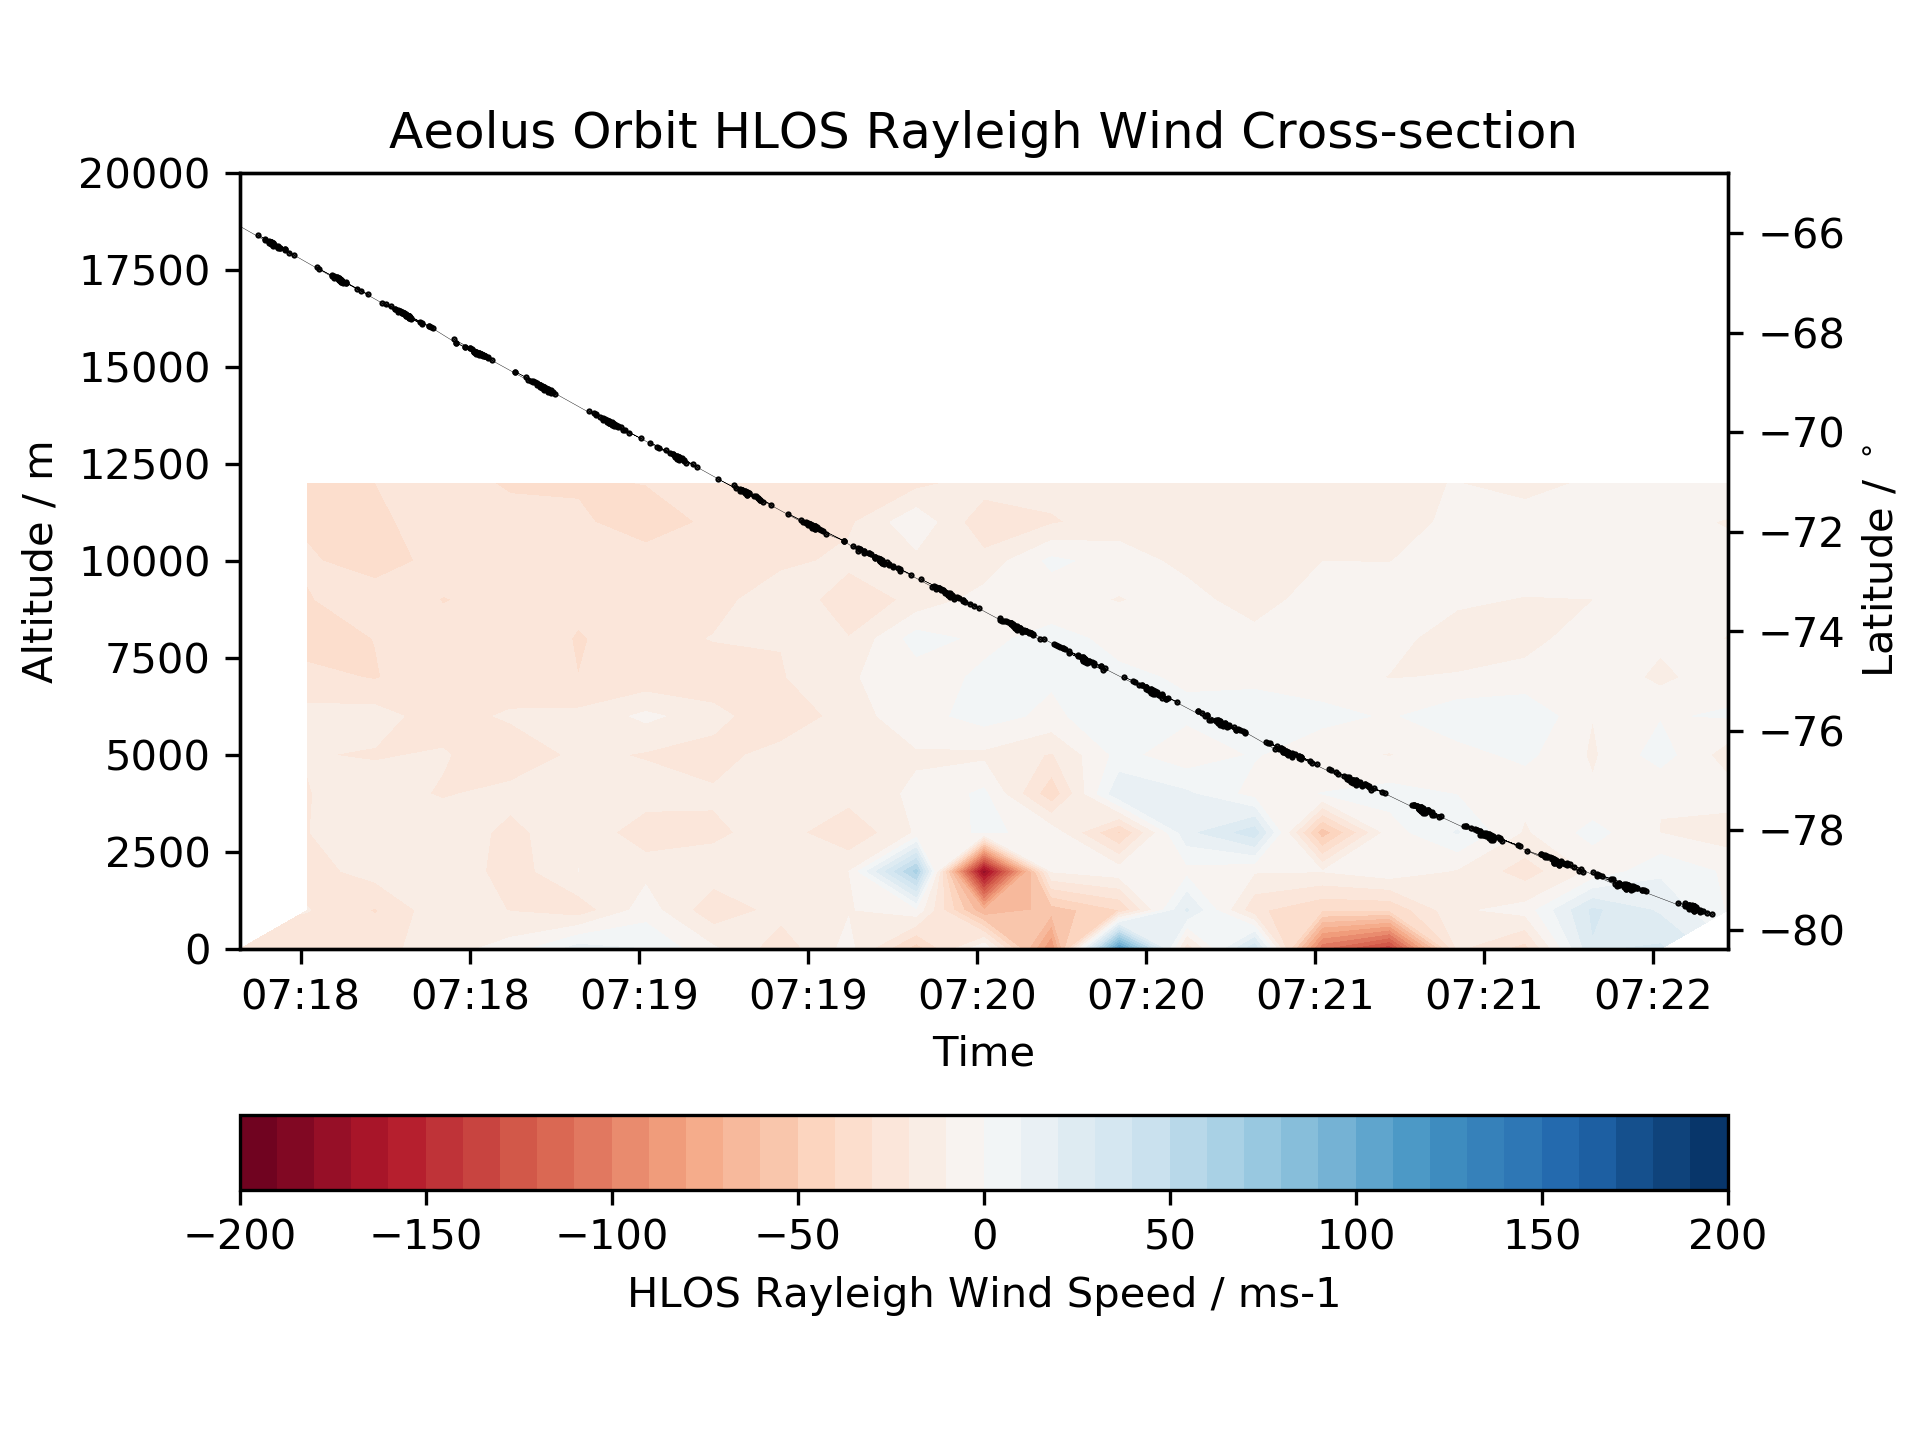 Aeolus Orbit HLOS Rayleigh Wind Cross-section
20000
17500
15000
12500
10000
7500
5000
2500
0
Altitude / m
−66
−68
−70
−72
−74
−76
−78
−80
Latitude / °
07:18 07:18 07:19 07:19 07:20 07:20 07:21 07:21 07:22
Time
−200 −150 −100 −50 0 50 100 150 200
HLOS Rayleigh Wind Speed / ms-1